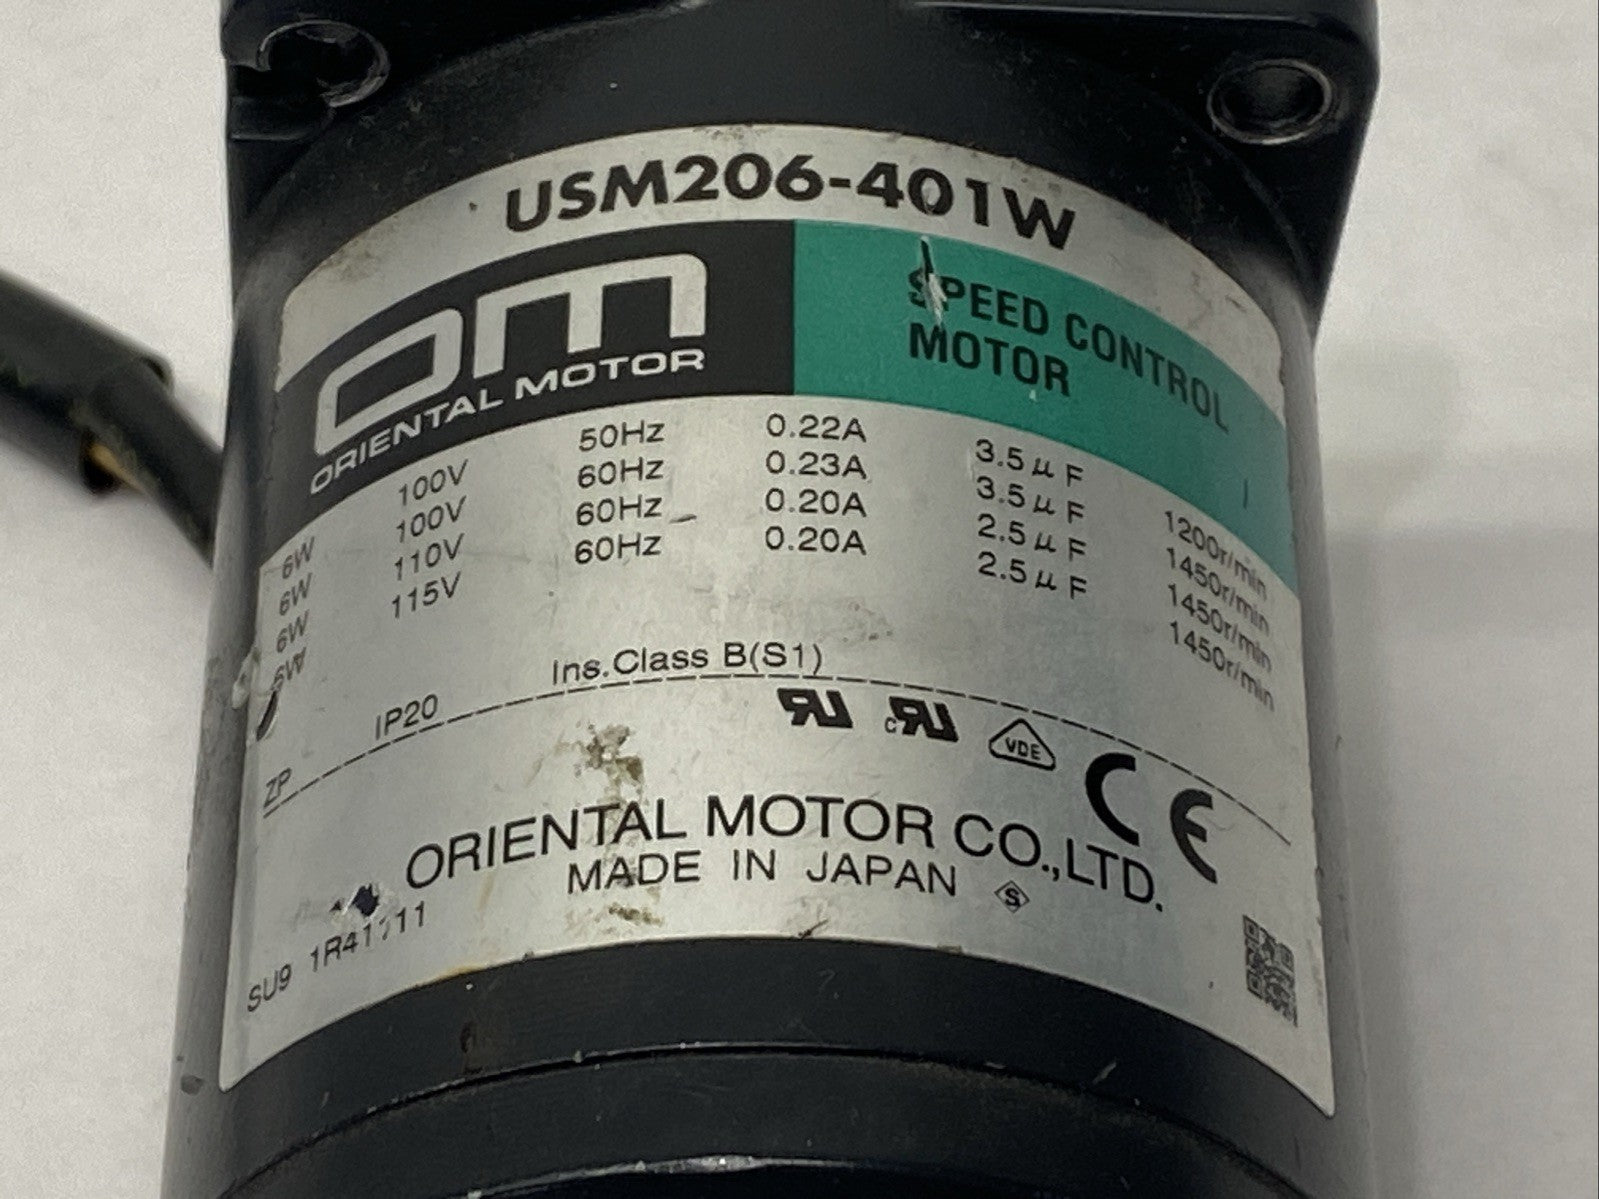 USM206-401W
OM
ORIENTAL MOTOR
SPEED CONTROL
MOTOR
6W 100V 50Hz 0.22A 3.5μF 1200r/min
6W 100V 60Hz 0.23A 3.5μF 1450r/min
6W 110V 60Hz 0.20A 2.5μF 1450r/min
6W 115V 60Hz 0.20A 2.5μF 1450r/min
ZP IP20 Ins.Class B(S1)
c VDE CE
ORIENTAL MOTOR CO.,LTD.
MADE IN JAPAN S
SU9